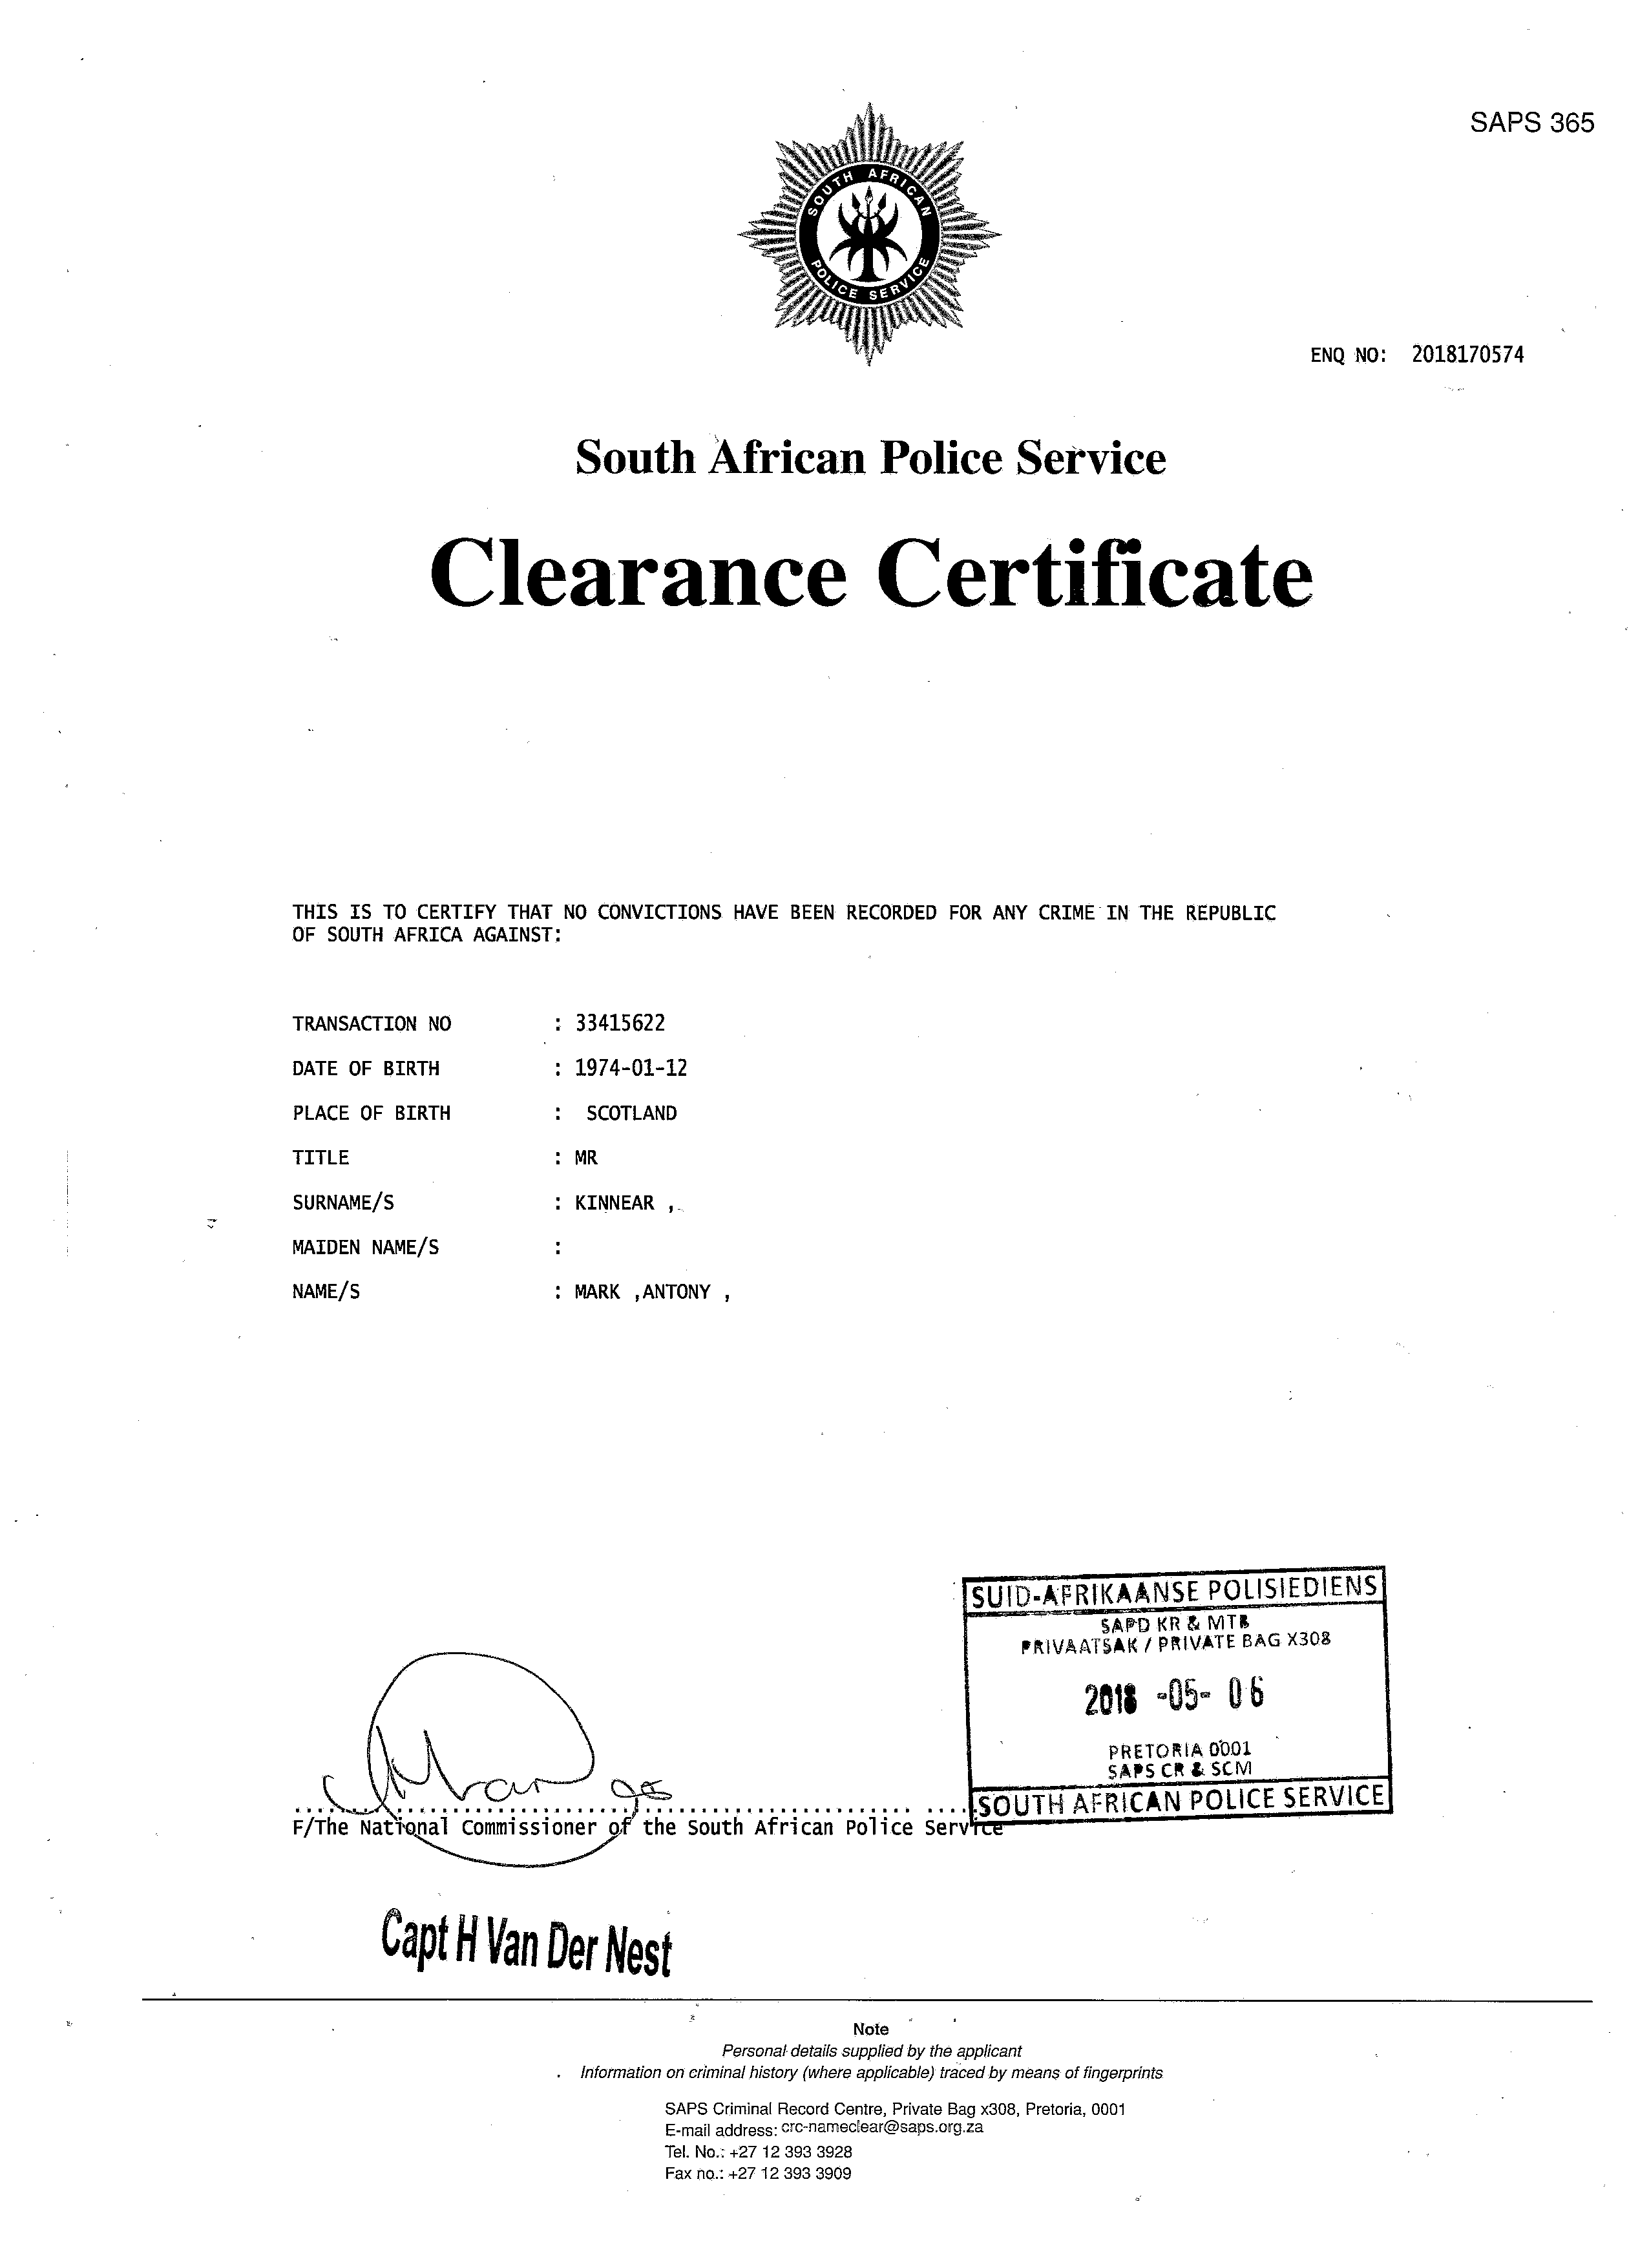 SAPS 365
SOUTH AFRICAN
POLICE SERVICE
ENQ NO: 2018170574
South African Police Service
Clearance Certificate
THIS IS TO CERTIFY THAT NO CONVICTIONS HAVE BEEN RECORDED FOR ANY CRIME IN THE REPUBLIC
OF SOUTH AFRICA AGAINST:
TRANSACTION NO : 33415622
DATE OF BIRTH : 1974-01-12
PLACE OF BIRTH : SCOTLAND
TITLE : MR
SURNAME/S : KINNEAR ,
MAIDEN NAME/S :
NAME/S : MARK ,ANTONY ,
SUID-AFRIKAANSE POLISIEDIENS
SAPD KR & MTB
PRIVAATSAK / PRIVATE BAG X308
2018 -05- 06
PRETORIA 0001
SAPS CR & SCM
SOUTH AFRICAN POLICE SERVICE
F/The National Commissioner of the South African Police Service
Capt H Van Der Nest
Note
Personal details supplied by the applicant
Information on criminal history (where applicable) traced by means of fingerprints
SAPS Criminal Record Centre, Private Bag x308, Pretoria, 0001
E-mail address: crc-nameclear@saps.org.za
Tel. No.: +27 12 393 3928
Fax no.: +27 12 393 3909